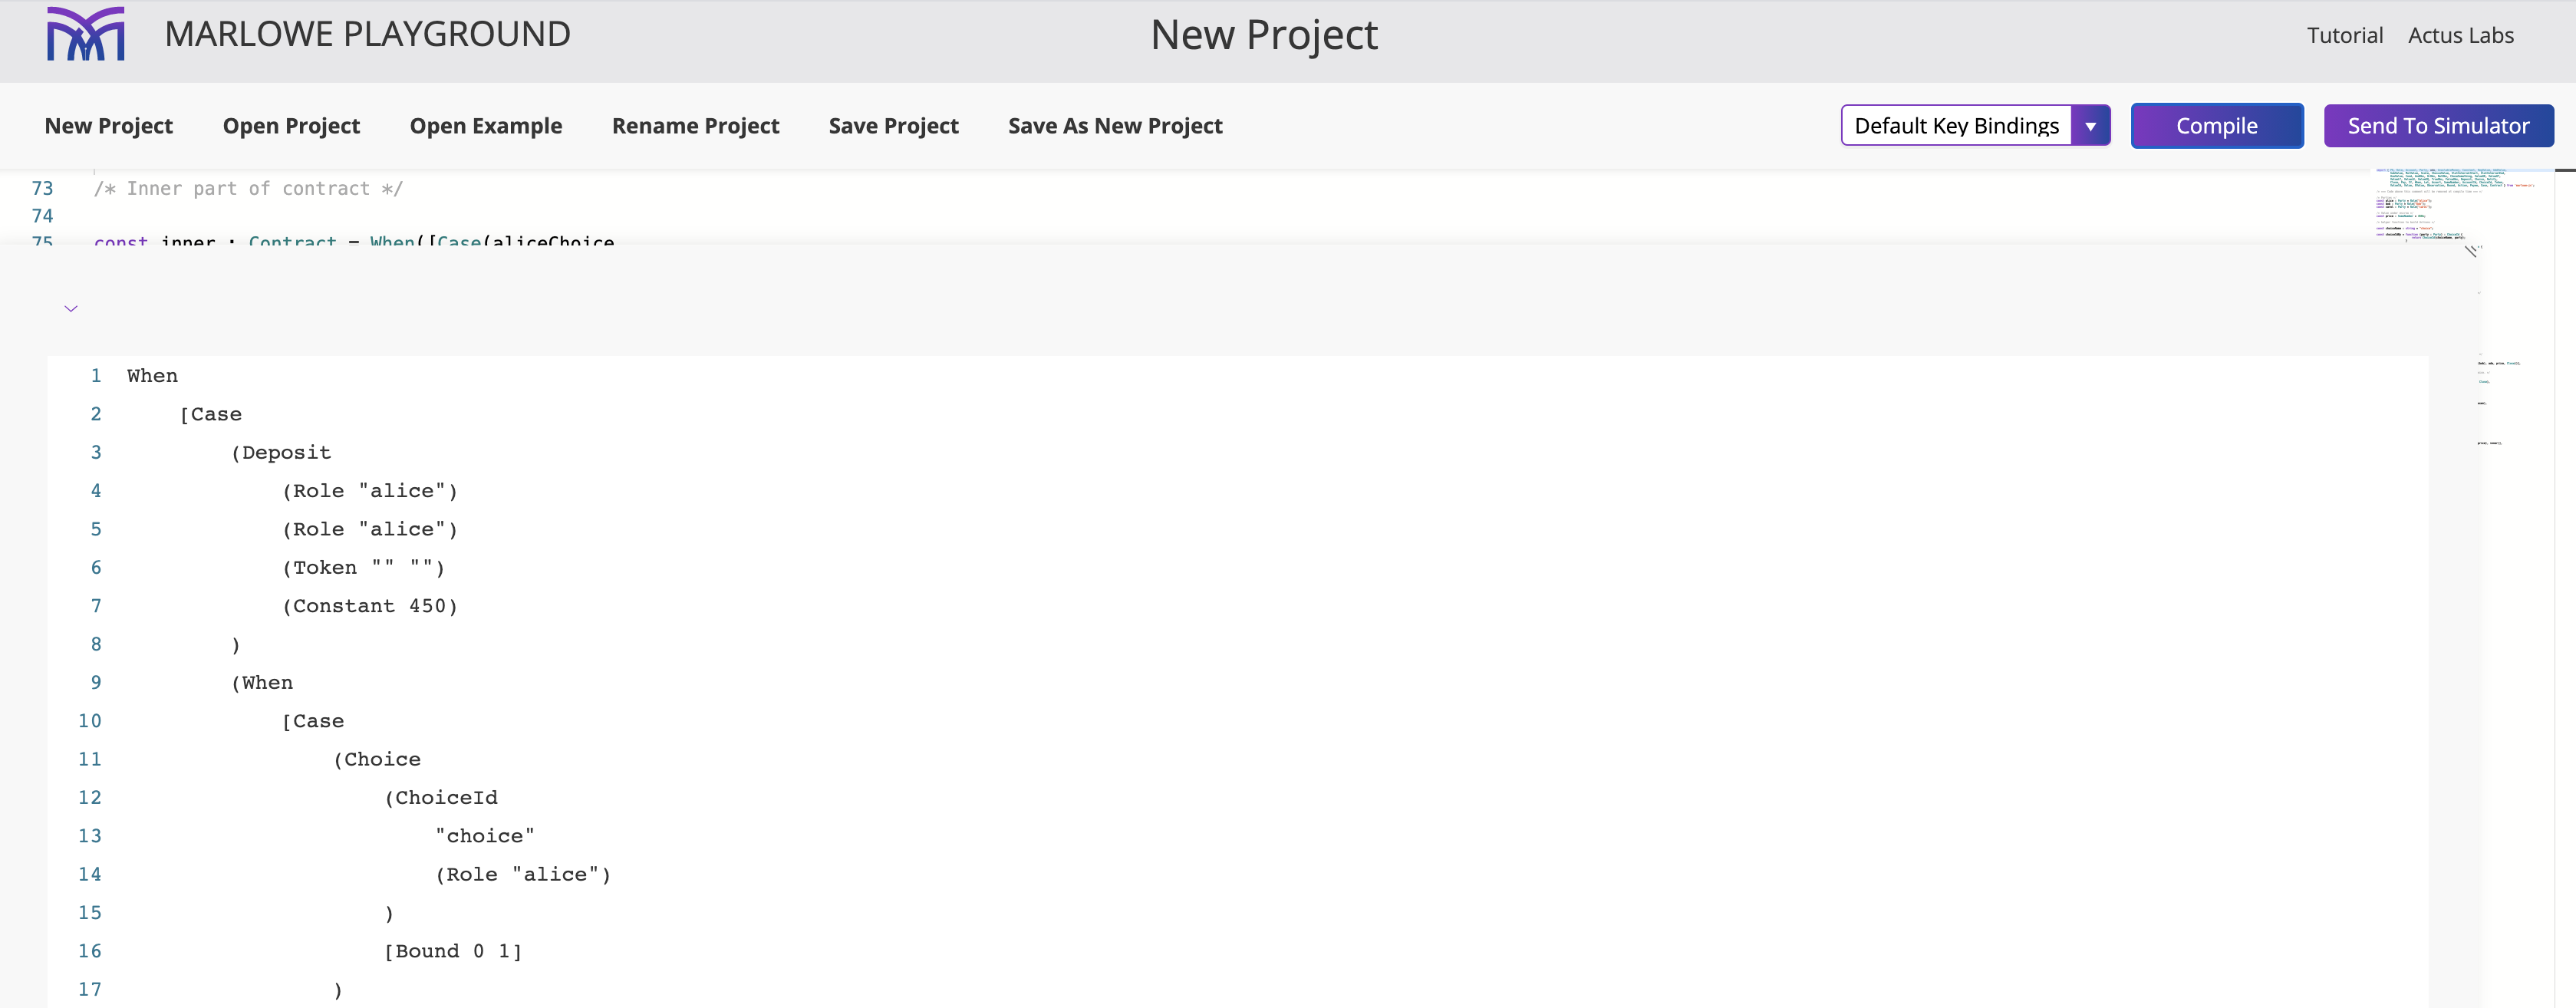 MARLOWE PLAYGROUND New Project Tutorial Actus Labs
New Project Open Project Open Example Rename Project Save Project Save As New Project Default Key Bindings Compile Send To Simulator
73 /* Inner part of contract */
74
75 const inner : Contract = When([Case(aliceChoice,
1 When
2 [Case
3 (Deposit
4 (Role "alice")
5 (Role "alice")
6 (Token "" "")
7 (Constant 450)
8 )
9 (When
10 [Case
11 (Choice
12 (ChoiceId
13 "choice"
14 (Role "alice")
15 )
16 [Bound 0 1]
17 )